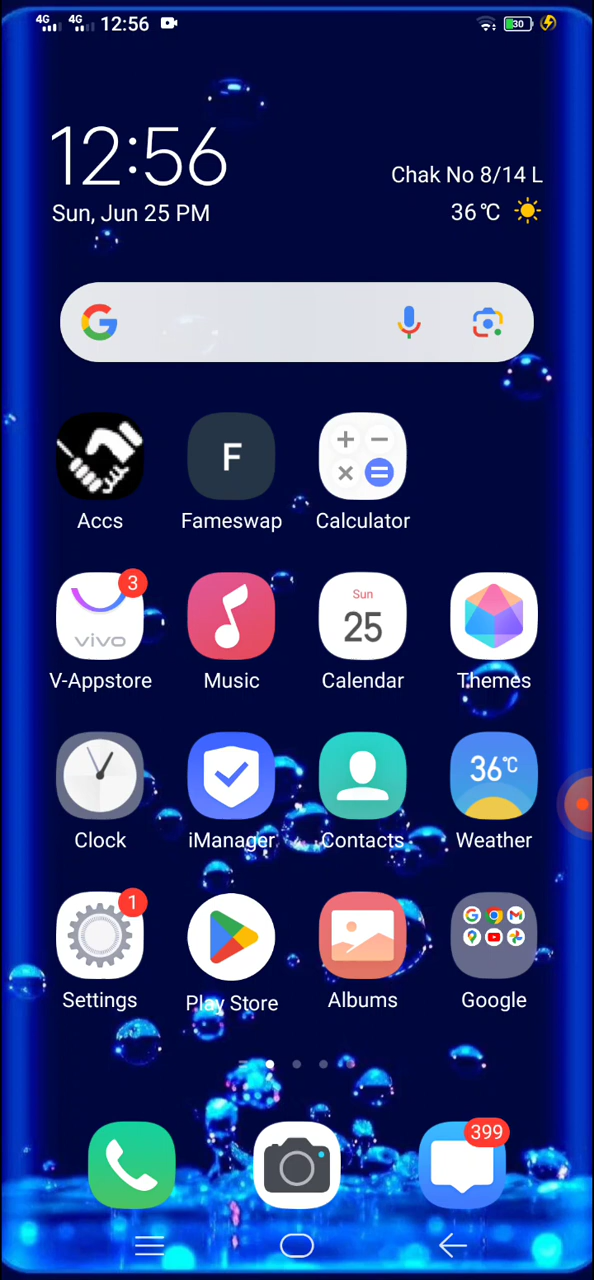 4G 4G 12:56 30
12:56
Chak No 8/14 L
Sun, Jun 25 PM
36°C
Accs
F
Fameswap
Calculator
3
vivo
V-Appstore
Music
Sun
25
Calendar
Themes
Clock
iManager
Contacts
36°C
Weather
1
Settings
Play Store
Albums
Google
399